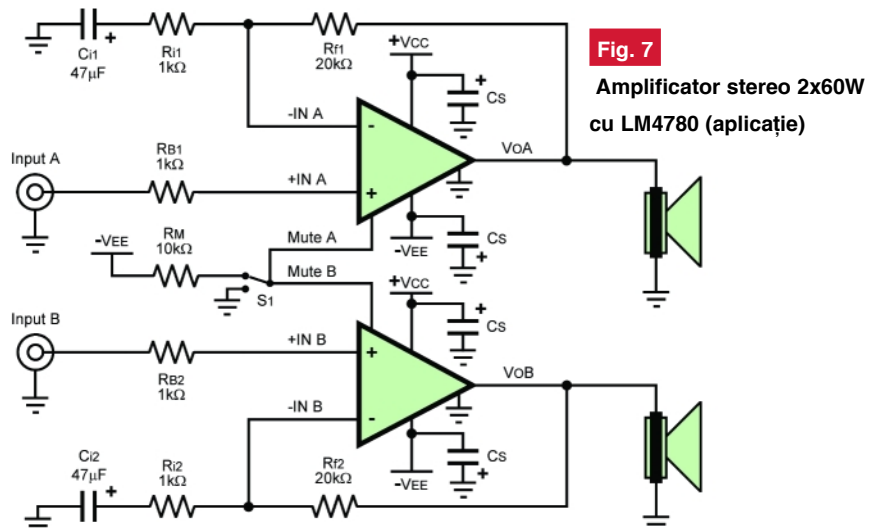 Ci1
47µF
Ri1
1kΩ
Rf1
20kΩ
+VCC
+
CS
Fig. 7
Amplificator stereo 2x60W
cu LM4780 (aplicație)
-IN A
-
Input A
RB1
1kΩ
+IN A
+
VOA
-VEE
RM
10kΩ
S1
Mute A
Mute B
-VEE
CS
+
+VCC
+
CS
Input B
RB2
1kΩ
+IN B
+
-IN B
-
VOB
Ci2
47µF
+
Ri2
1kΩ
Rf2
20kΩ
-VEE
CS
+